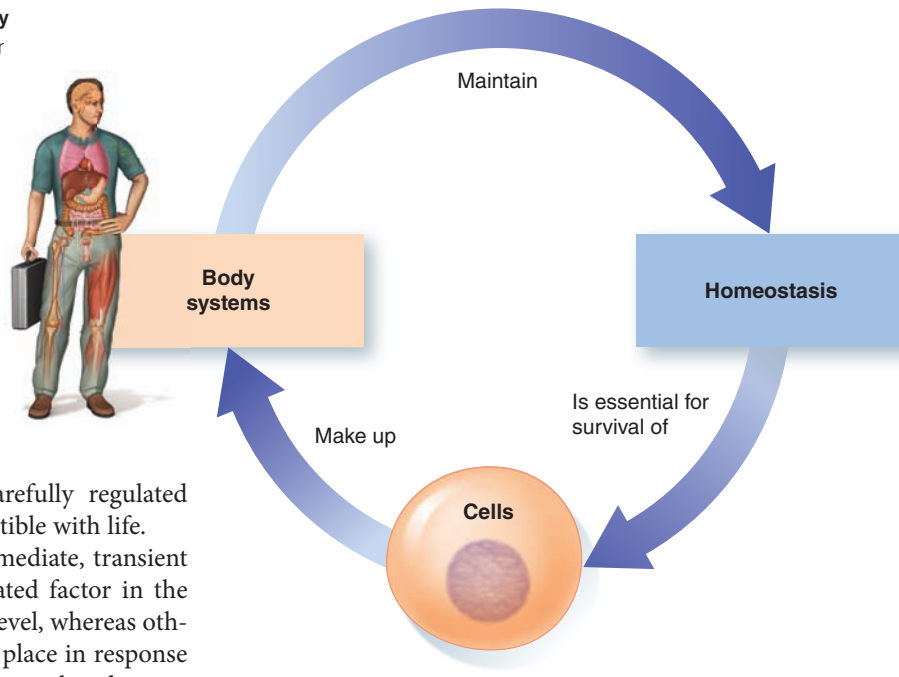 y
r
Maintain
Body
systems
Homeostasis
Is essential for
survival of
Make up
Cells
arefully regulated
tible with life.
mediate, transient
ated factor in the
evel, whereas oth-
place in response